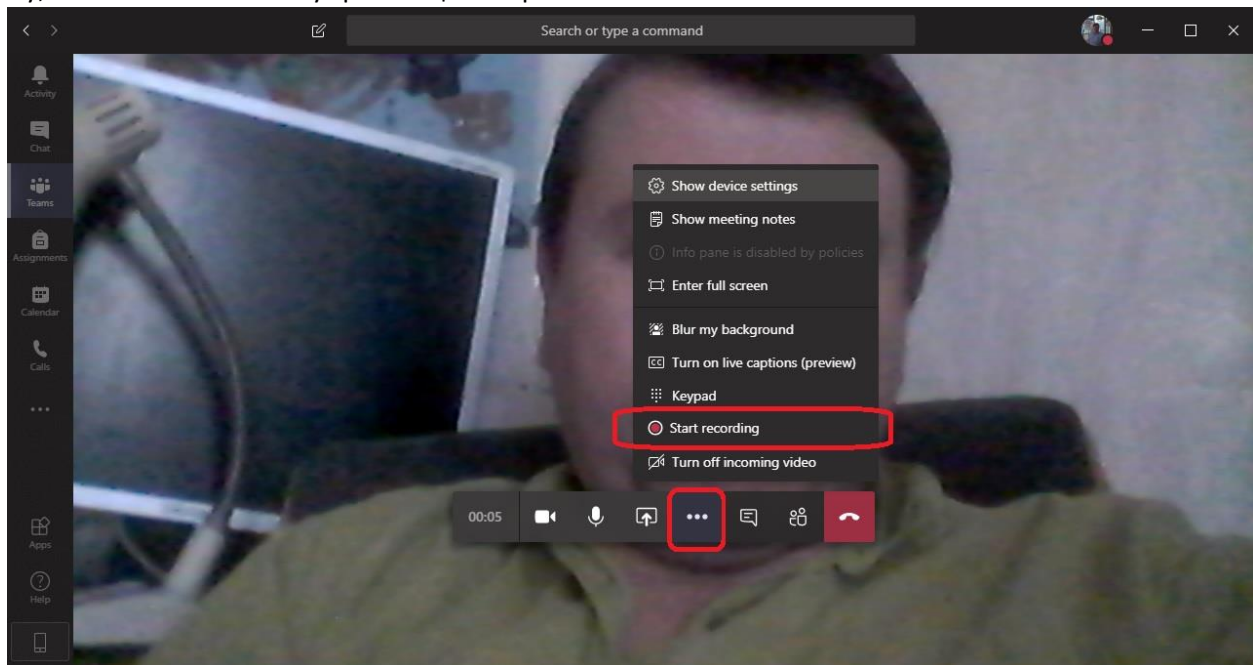 Search or type a command
Activity
Chat
Teams
Assignments
Calendar
Calls
Apps
Help
Show device settings
Show meeting notes
Info pane is disabled by policies
Enter full screen
Blur my background
CC Turn on live captions (preview)
Keypad
Start recording
Turn off incoming video
00:05